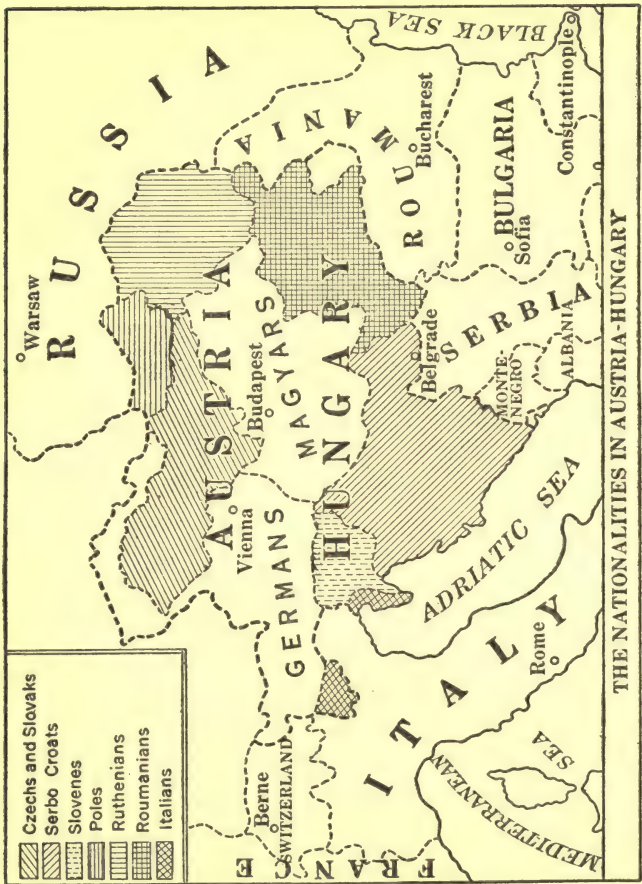 Czechs and Slovaks
Serbo Croats
Slovenes
Poles
Ruthenians
Roumanians
Italians
Warsaw
RUSSIA
AUSTRIA
Vienna
Budapest
GERMANS
MAGYARS
HUNGARY
ROUMANIA
Bucharest
BLACK SEA
Berne
SWITZERLAND
FRANCE
Belgrade
SERBIA
BULGARIA
Sofia
Constantinople
MONTE-
NEGRO
ALBANIA
ADRIATIC SEA
ITALY
Rome
MEDITERRANEAN
SEA
THE NATIONALITIES IN AUSTRIA-HUNGARY